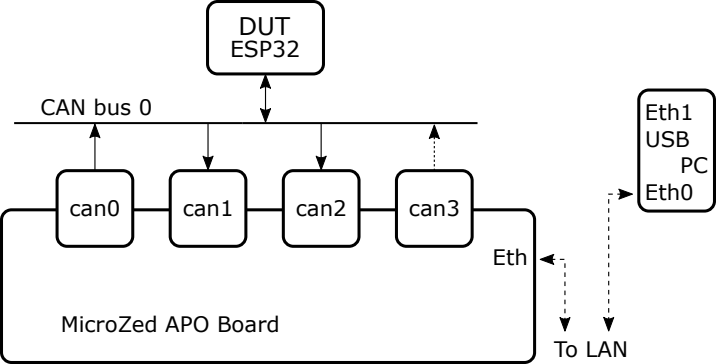 DUT
ESP32
CAN bus 0
Eth1
USB
PC
Eth0
can0
can1
can2
can3
Eth
MicroZed APO Board
To LAN